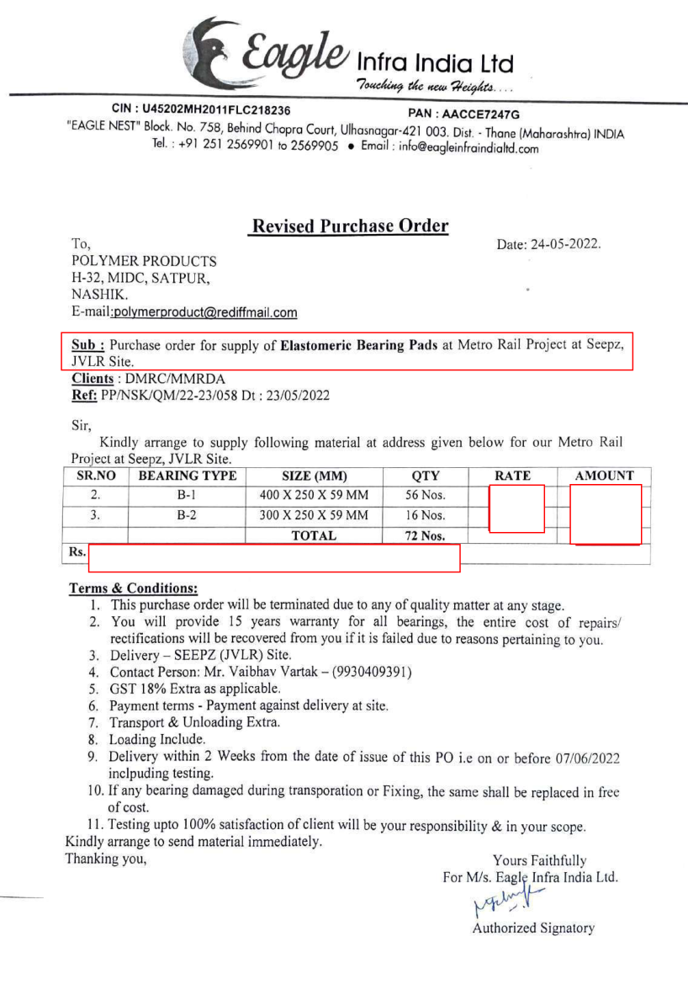 Eagle Infra India Ltd
Touching the new Heights....
CIN : U45202MH2011FLC218236 PAN : AACCE7247G
"EAGLE NEST" Block. No. 758, Behind Chopra Court, Ulhasnagar-421 003. Dist. - Thane (Maharashtra) INDIA
Tel. : +91 251 2569901 to 2569905 ● Email : info@eagleinfraindialtd.com
Revised Purchase Order
To, Date: 24-05-2022.
POLYMER PRODUCTS
H-32, MIDC, SATPUR,
NASHIK.
E-mail:polymerproduct@rediffmail.com
Sub : Purchase order for supply of Elastomeric Bearing Pads at Metro Rail Project at Seepz,
JVLR Site.
Clients : DMRC/MMRDA
Ref: PP/NSK/QM/22-23/058 Dt : 23/05/2022
Sir,
Kindly arrange to supply following material at address given below for our Metro Rail
Project at Seepz, JVLR Site.
SR.NO BEARING TYPE SIZE (MM) QTY RATE AMOUNT
2. B-1 400 X 250 X 59 MM 56 Nos.
3. B-2 300 X 250 X 59 MM 16 Nos.
TOTAL 72 Nos.
Rs.
Terms & Conditions:
1. This purchase order will be terminated due to any of quality matter at any stage.
2. You will provide 15 years warranty for all bearings, the entire cost of repairs/
rectifications will be recovered from you if it is failed due to reasons pertaining to you.
3. Delivery – SEEPZ (JVLR) Site.
4. Contact Person: Mr. Vaibhav Vartak – (9930409391)
5. GST 18% Extra as applicable.
6. Payment terms - Payment against delivery at site.
7. Transport & Unloading Extra.
8. Loading Include.
9. Delivery within 2 Weeks from the date of issue of this PO i.e on or before 07/06/2022
inclpuding testing.
10. If any bearing damaged during transporation or Fixing, the same shall be replaced in free
of cost.
11. Testing upto 100% satisfaction of client will be your responsibility & in your scope.
Kindly arrange to send material immediately.
Thanking you,
Yours Faithfully
For M/s. Eagle Infra India Ltd.
Authorized Signatory